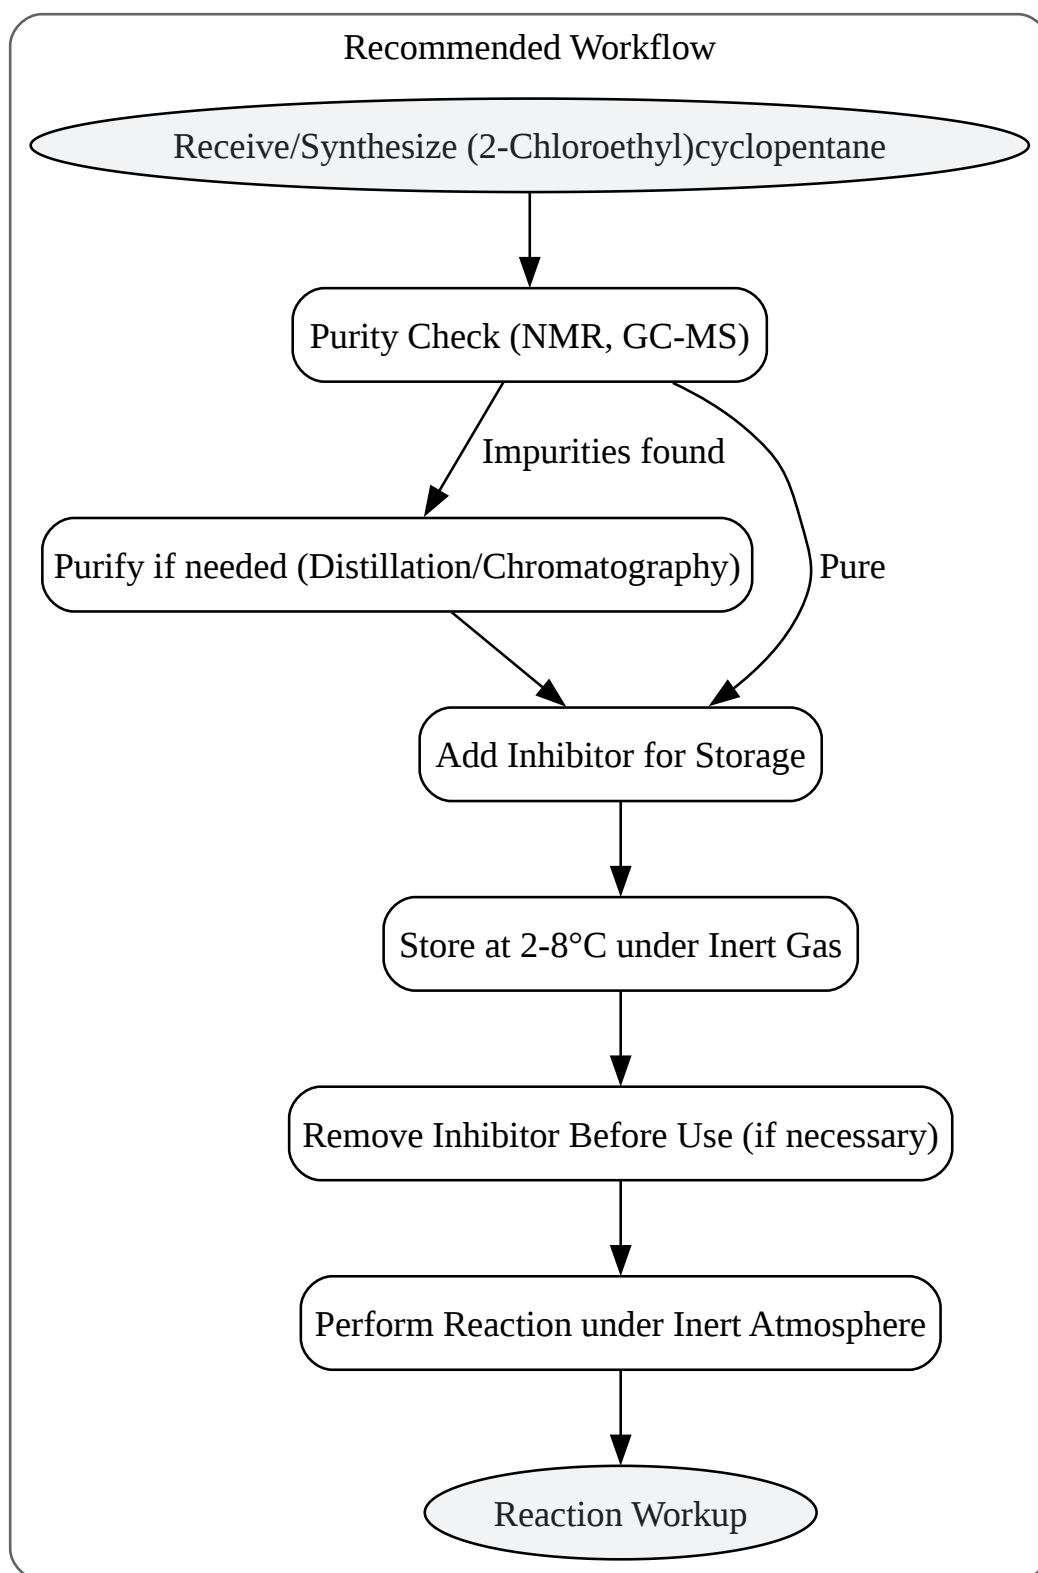 Recommended Workflow
Receive/Synthesize (2-Chloroethyl)cyclopentane
Purity Check (NMR, GC-MS)
Impurities found
Purify if needed (Distillation/Chromatography)
Pure
Add Inhibitor for Storage
Store at 2-8°C under Inert Gas
Remove Inhibitor Before Use (if necessary)
Perform Reaction under Inert Atmosphere
Reaction Workup